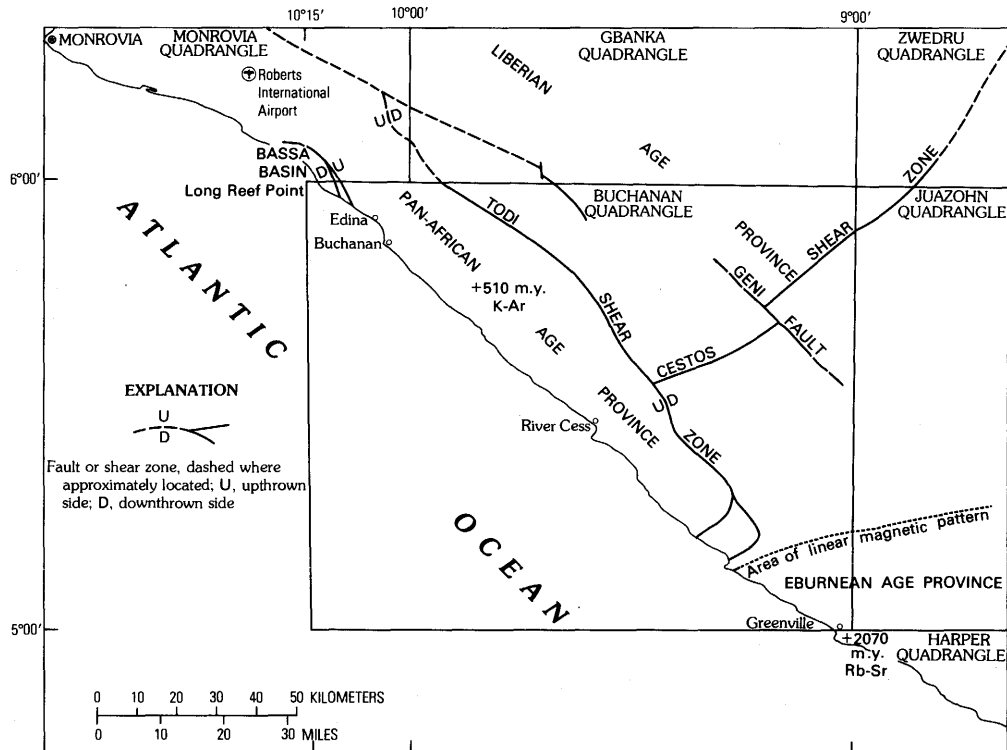 10°15'
10°00'
9°00'
MONROVIA
MONROVIA
QUADRANGLE
GBANKA
QUADRANGLE
ZWEDRU
QUADRANGLE
Roberts
International
Airport
LIBERIAN
AGE
PROVINCE
U D
BASSA
BASIN
D U
Long Reef Point
6°00'
BUCHANAN
QUADRANGLE
JUAZOHN
QUADRANGLE
Edina
Buchanan
PAN-AFRICAN
AGE
PROVINCE
TODI
SHEAR
ZONE
+510 m.y.
K-Ar
CESTOS
SHEAR
ZONE
GENI
FAULT
U D
River Cess
ATLANTIC
OCEAN
EXPLANATION
U
D
Fault or shear zone, dashed where
approximately located; U, upthrown
side; D, downthrown side
Area of linear magnetic pattern
EBURNEAN AGE PROVINCE
5°00'
Greenville
+2070
m.y.
Rb-Sr
HARPER
QUADRANGLE
0 10 20 30 40 50 KILOMETERS
0 10 20 30 MILES